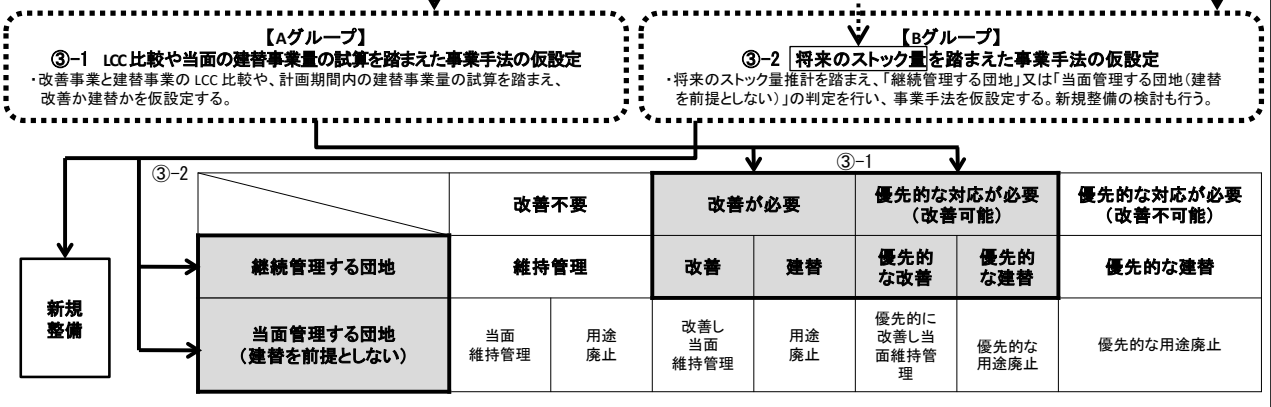 【Aグループ】
③-1 LCC比較や当面の建替事業量の試算を踏まえた事業手法の仮設定
・改善事業と建替事業のLCC比較や、計画期間内の建替事業量の試算を踏まえ、
改善か建替かを仮設定する。
【Bグループ】
③-2 将来のストック量を踏まえた事業手法の仮設定
・将来のストック量推計を踏まえ、「継続管理する団地」又は「当面管理する団地(建替
を前提としない)」の判定を行い、事業手法を仮設定する。新規整備の検討も行う。
③-2
③-1
改善不要
改善が必要
優先的な対応が必要
(改善可能)
優先的な対応が必要
(改善不可能)
継続管理する団地
維持管理
改善
建替
優先的
な改善
優先的
な建替
優先的な建替
新規
整備
当面管理する団地
(建替を前提としない)
当面
維持管理
用途
廃止
改善し
当面
維持管理
用途
廃止
優先的に
改善し当
面維持管
理
優先的な
用途廃止
優先的な用途廃止